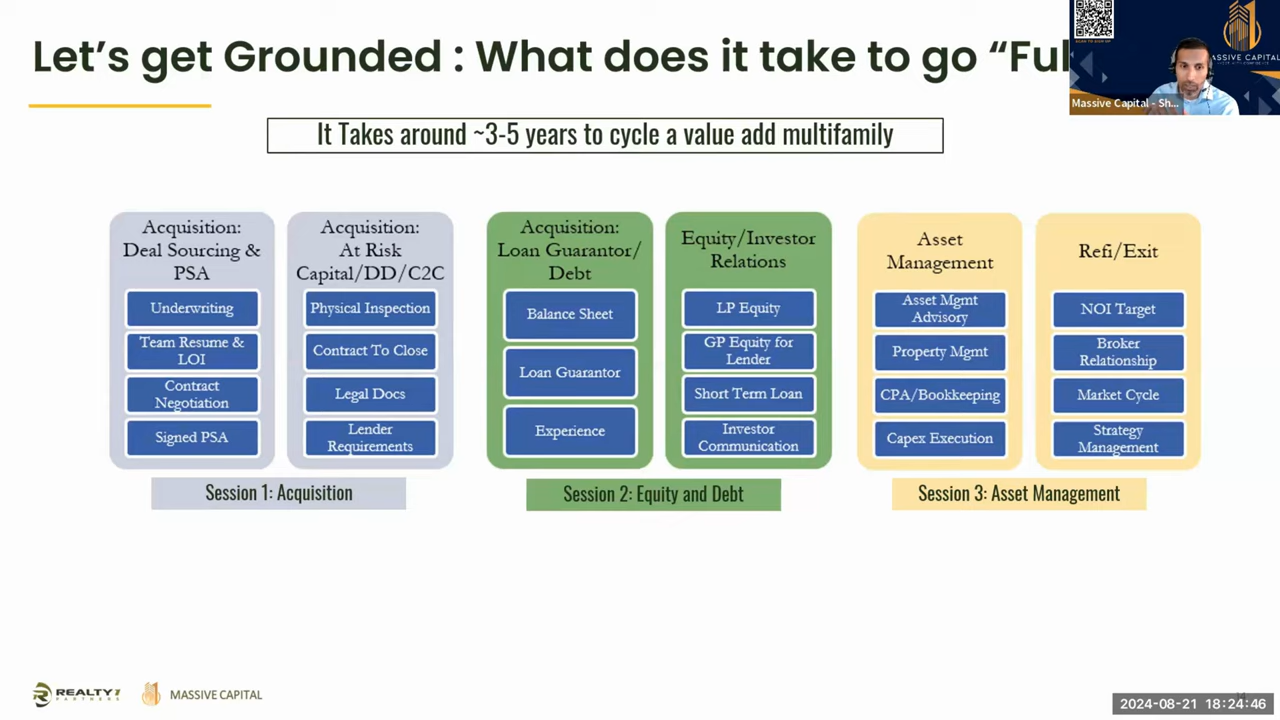 Let's get Grounded : What does it take to go “Ful
Massive Capital - Sh...
It Takes around ~3-5 years to cycle a value add multifamily
Acquisition:
Deal Sourcing &
PSA
Underwriting
Team Resume &
LOI
Contract
Negotiation
Signed PSA
Acquisition:
At Risk
Capital/DD/C2C
Physical Inspection
Contract To Close
Legal Docs
Lender
Requirements
Session 1: Acquisition
Acquisition:
Loan Guarantor/
Debt
Balance Sheet
Loan Guarantor
Experience
Equity/Investor
Relations
LP Equity
GP Equity for
Lender
Short Term Loan
Investor
Communication
Session 2: Equity and Debt
Asset
Management
Asset Mgmt
Advisory
Property Mgmt
CPA/Bookkeeping
Capex Execution
Refi/Exit
NOI Target
Broker
Relationship
Market Cycle
Strategy
Management
Session 3: Asset Management
REALTY
PARTNERS
MASSIVE CAPITAL
2024-08-21 18:24:46